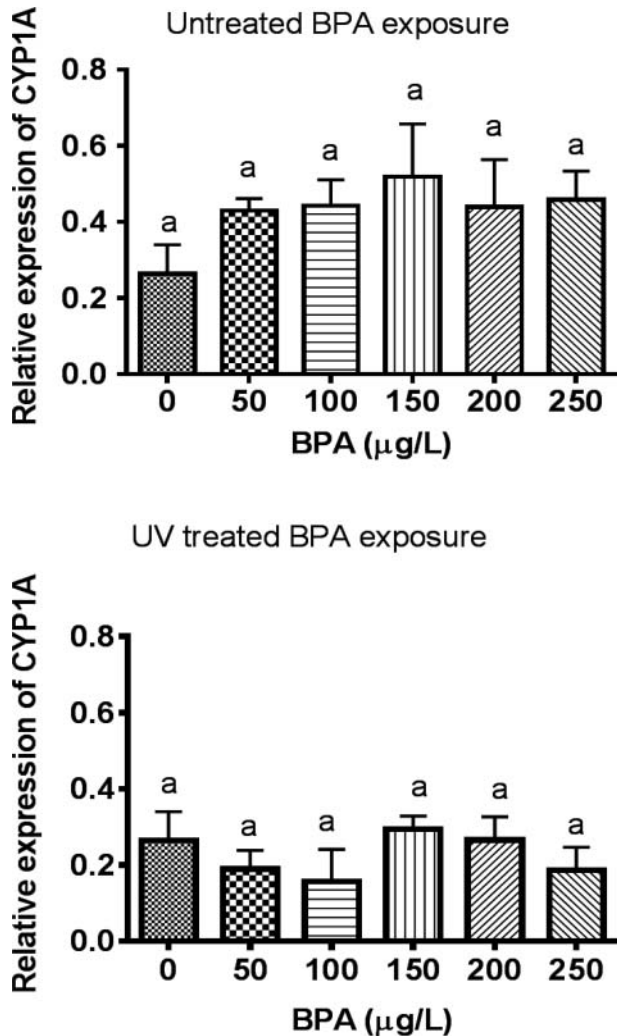 Untreated BPA exposure
Relative expression of CYP1A
0.8
0.6
0.4
0.2
0.0
a
a
a
a
a
a
0 50 100 150 200 250
BPA (μg/L)
UV treated BPA exposure
Relative expression of CYP1A
0.8
0.6
0.4
0.2
0.0
a
a
a
a
a
a
0 50 100 150 200 250
BPA (μg/L)